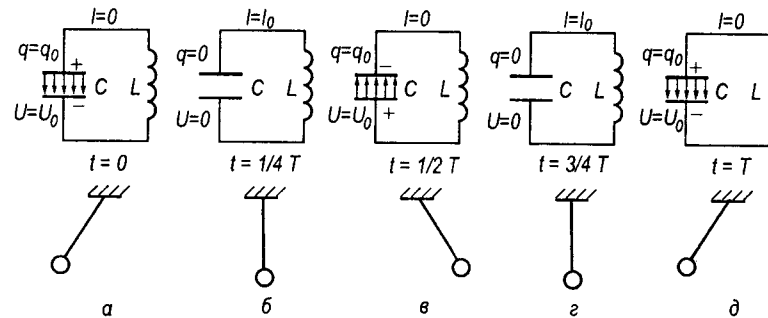 I=0
q=q₀
+
C
L
U=U₀
−
t = 0
а
I=I₀
q=0
C
L
U=0
t = 1/4 T
б
I=0
q=q₀
−
C
L
U=U₀
+
t = 1/2 T
в
I=I₀
q=0
C
L
U=0
t = 3/4 T
г
I=0
q=q₀
+
C
L
U=U₀
−
t = T
д